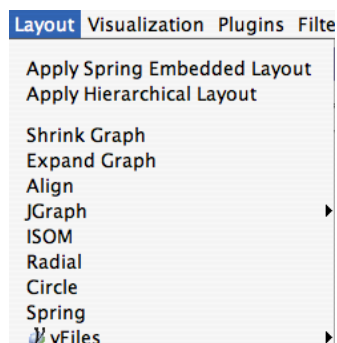 Layout Visualization Plugins Filte
Apply Spring Embedded Layout
Apply Hierarchical Layout
Shrink Graph
Expand Graph
Align
JGraph
ISOM
Radial
Circle
Spring
yFiles